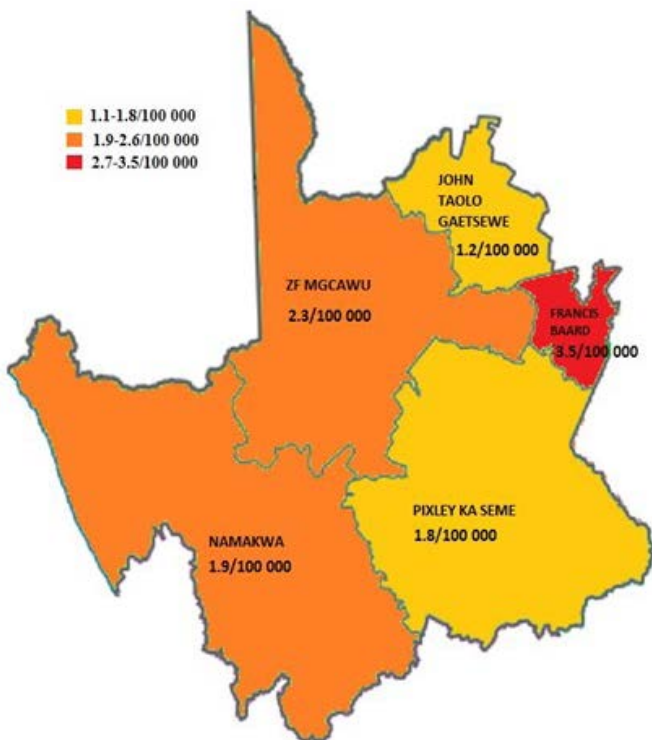 1.1-1.8/100 000
1.9-2.6/100 000
2.7-3.5/100 000
JOHN
TAOLO
GAETSEWE
1.2/100 000
ZF MGCAWU
2.3/100 000
FRANCIS
BAARD
3.5/100 000
PIXLEY KA SEME
1.8/100 000
NAMAKWA
1.9/100 000